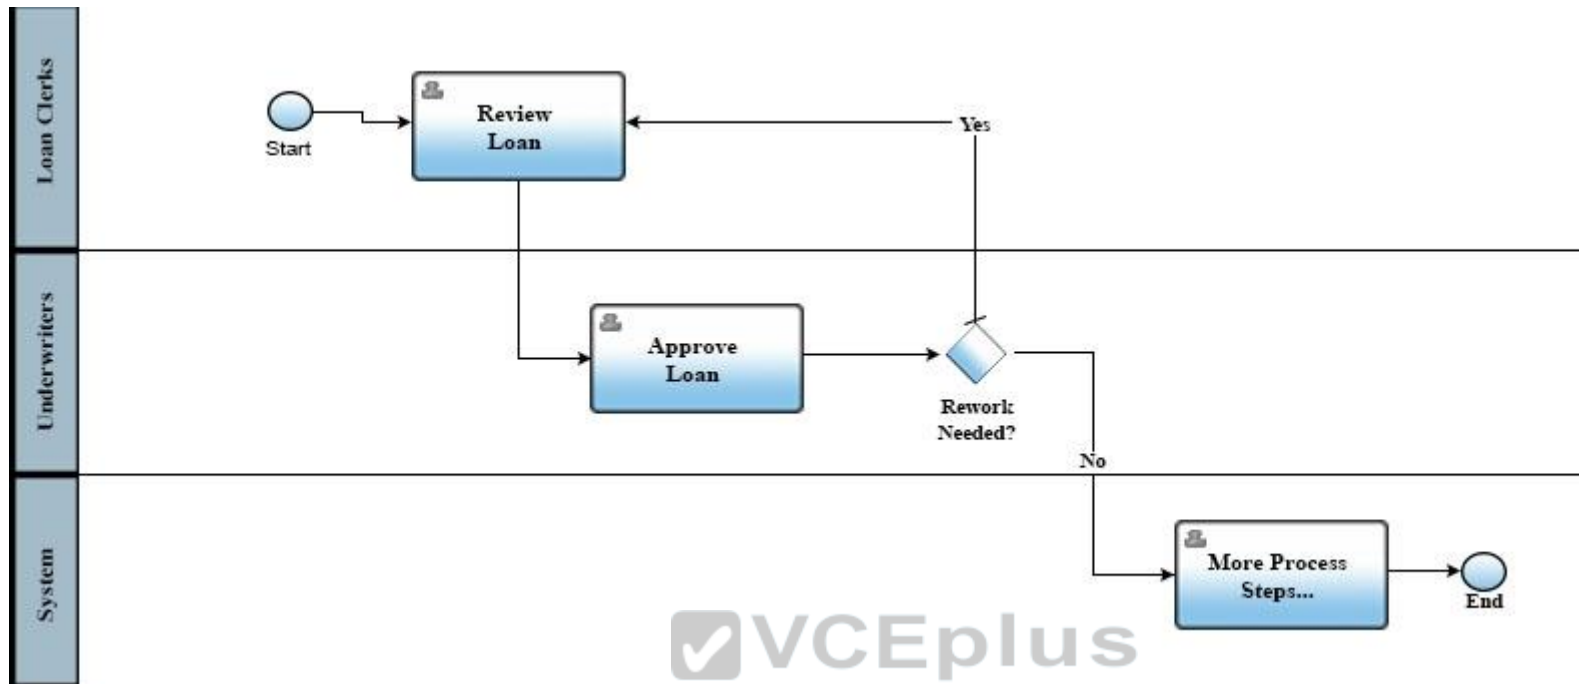 Loan Clerks
Start
Review
Loan
Yes
Underwriters
Approve
Loan
Rework
Needed?
No
System
More Process
Steps...
End
VCEplus